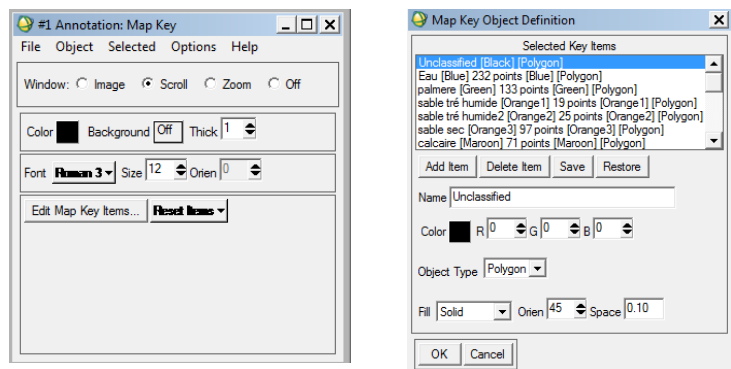 #1 Annotation: Map Key
File Object Selected Options Help
Window: Image Scroll Zoom Off
Color Background Off Thick 1
Font Roman 3 Size 12 Orien 0
Edit Map Key Items... Reset Items
Map Key Object Definition
Selected Key Items
Unclassified [Black] [Polygon]
Eau [Blue] 232 points [Blue] [Polygon]
palmere [Green] 133 points [Green] [Polygon]
sable tré humide [Orange1] 19 points [Orange1] [Polygon]
sable tré humide2 [Orange2] 25 points [Orange2] [Polygon]
sable sec [Orange3] 97 points [Orange3] [Polygon]
calcaire [Maroon] 71 points [Maroon] [Polygon]
Add Item Delete Item Save Restore
Name Unclassified
Color R 0 G 0 B 0
Object Type Polygon
Fill Solid Orien 45 Space 0.10
OK Cancel